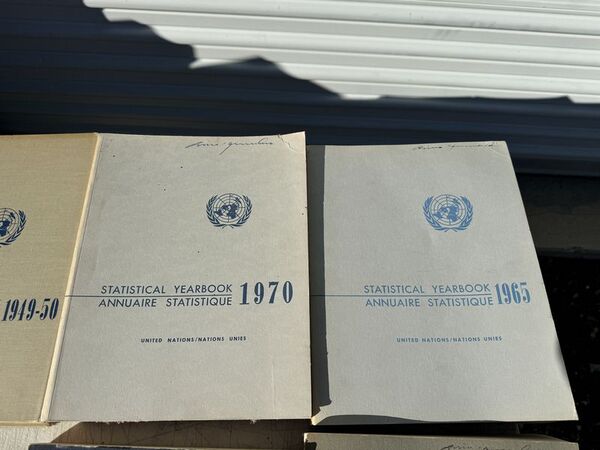 1949-50
STATISTICAL YEARBOOK
ANNUAIRE STATISTIQUE 1970
UNITED NATIONS/NATIONS UNIES
STATISTICAL YEARBOOK
ANNUAIRE STATISTIQUE 1965
UNITED NATIONS/NATIONS UNIES